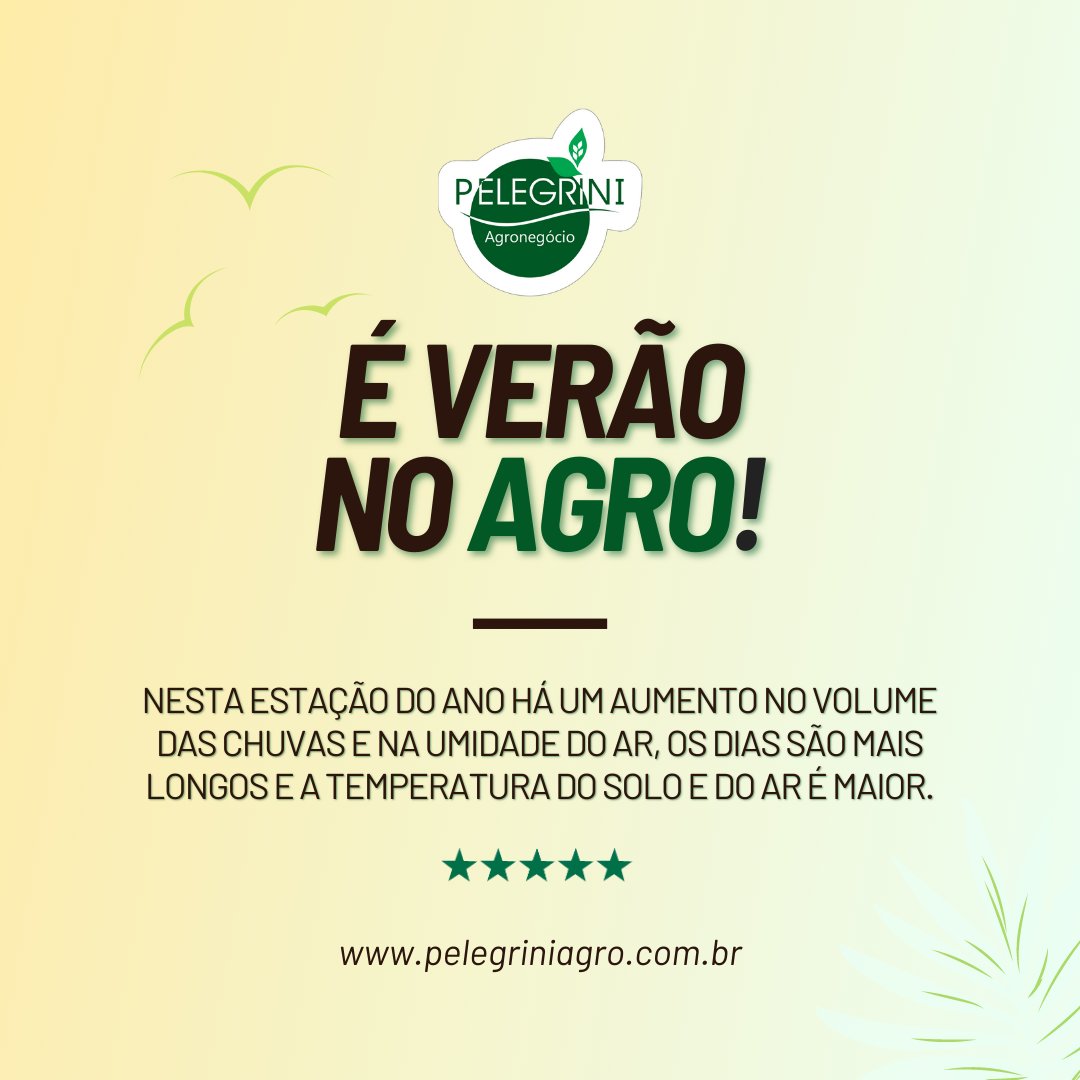 PELEGRINI
Agronegócio
É VERÃO
NO AGRO!
NESTA ESTAÇÃO DO ANO HÁ UM AUMENTO NO VOLUME
DAS CHUVAS E NA UMIDADE DO AR, OS DIAS SÃO MAIS
LONGOS E A TEMPERATURA DO SOLO E DO AR É MAIOR.
www.pelegriniagro.com.br